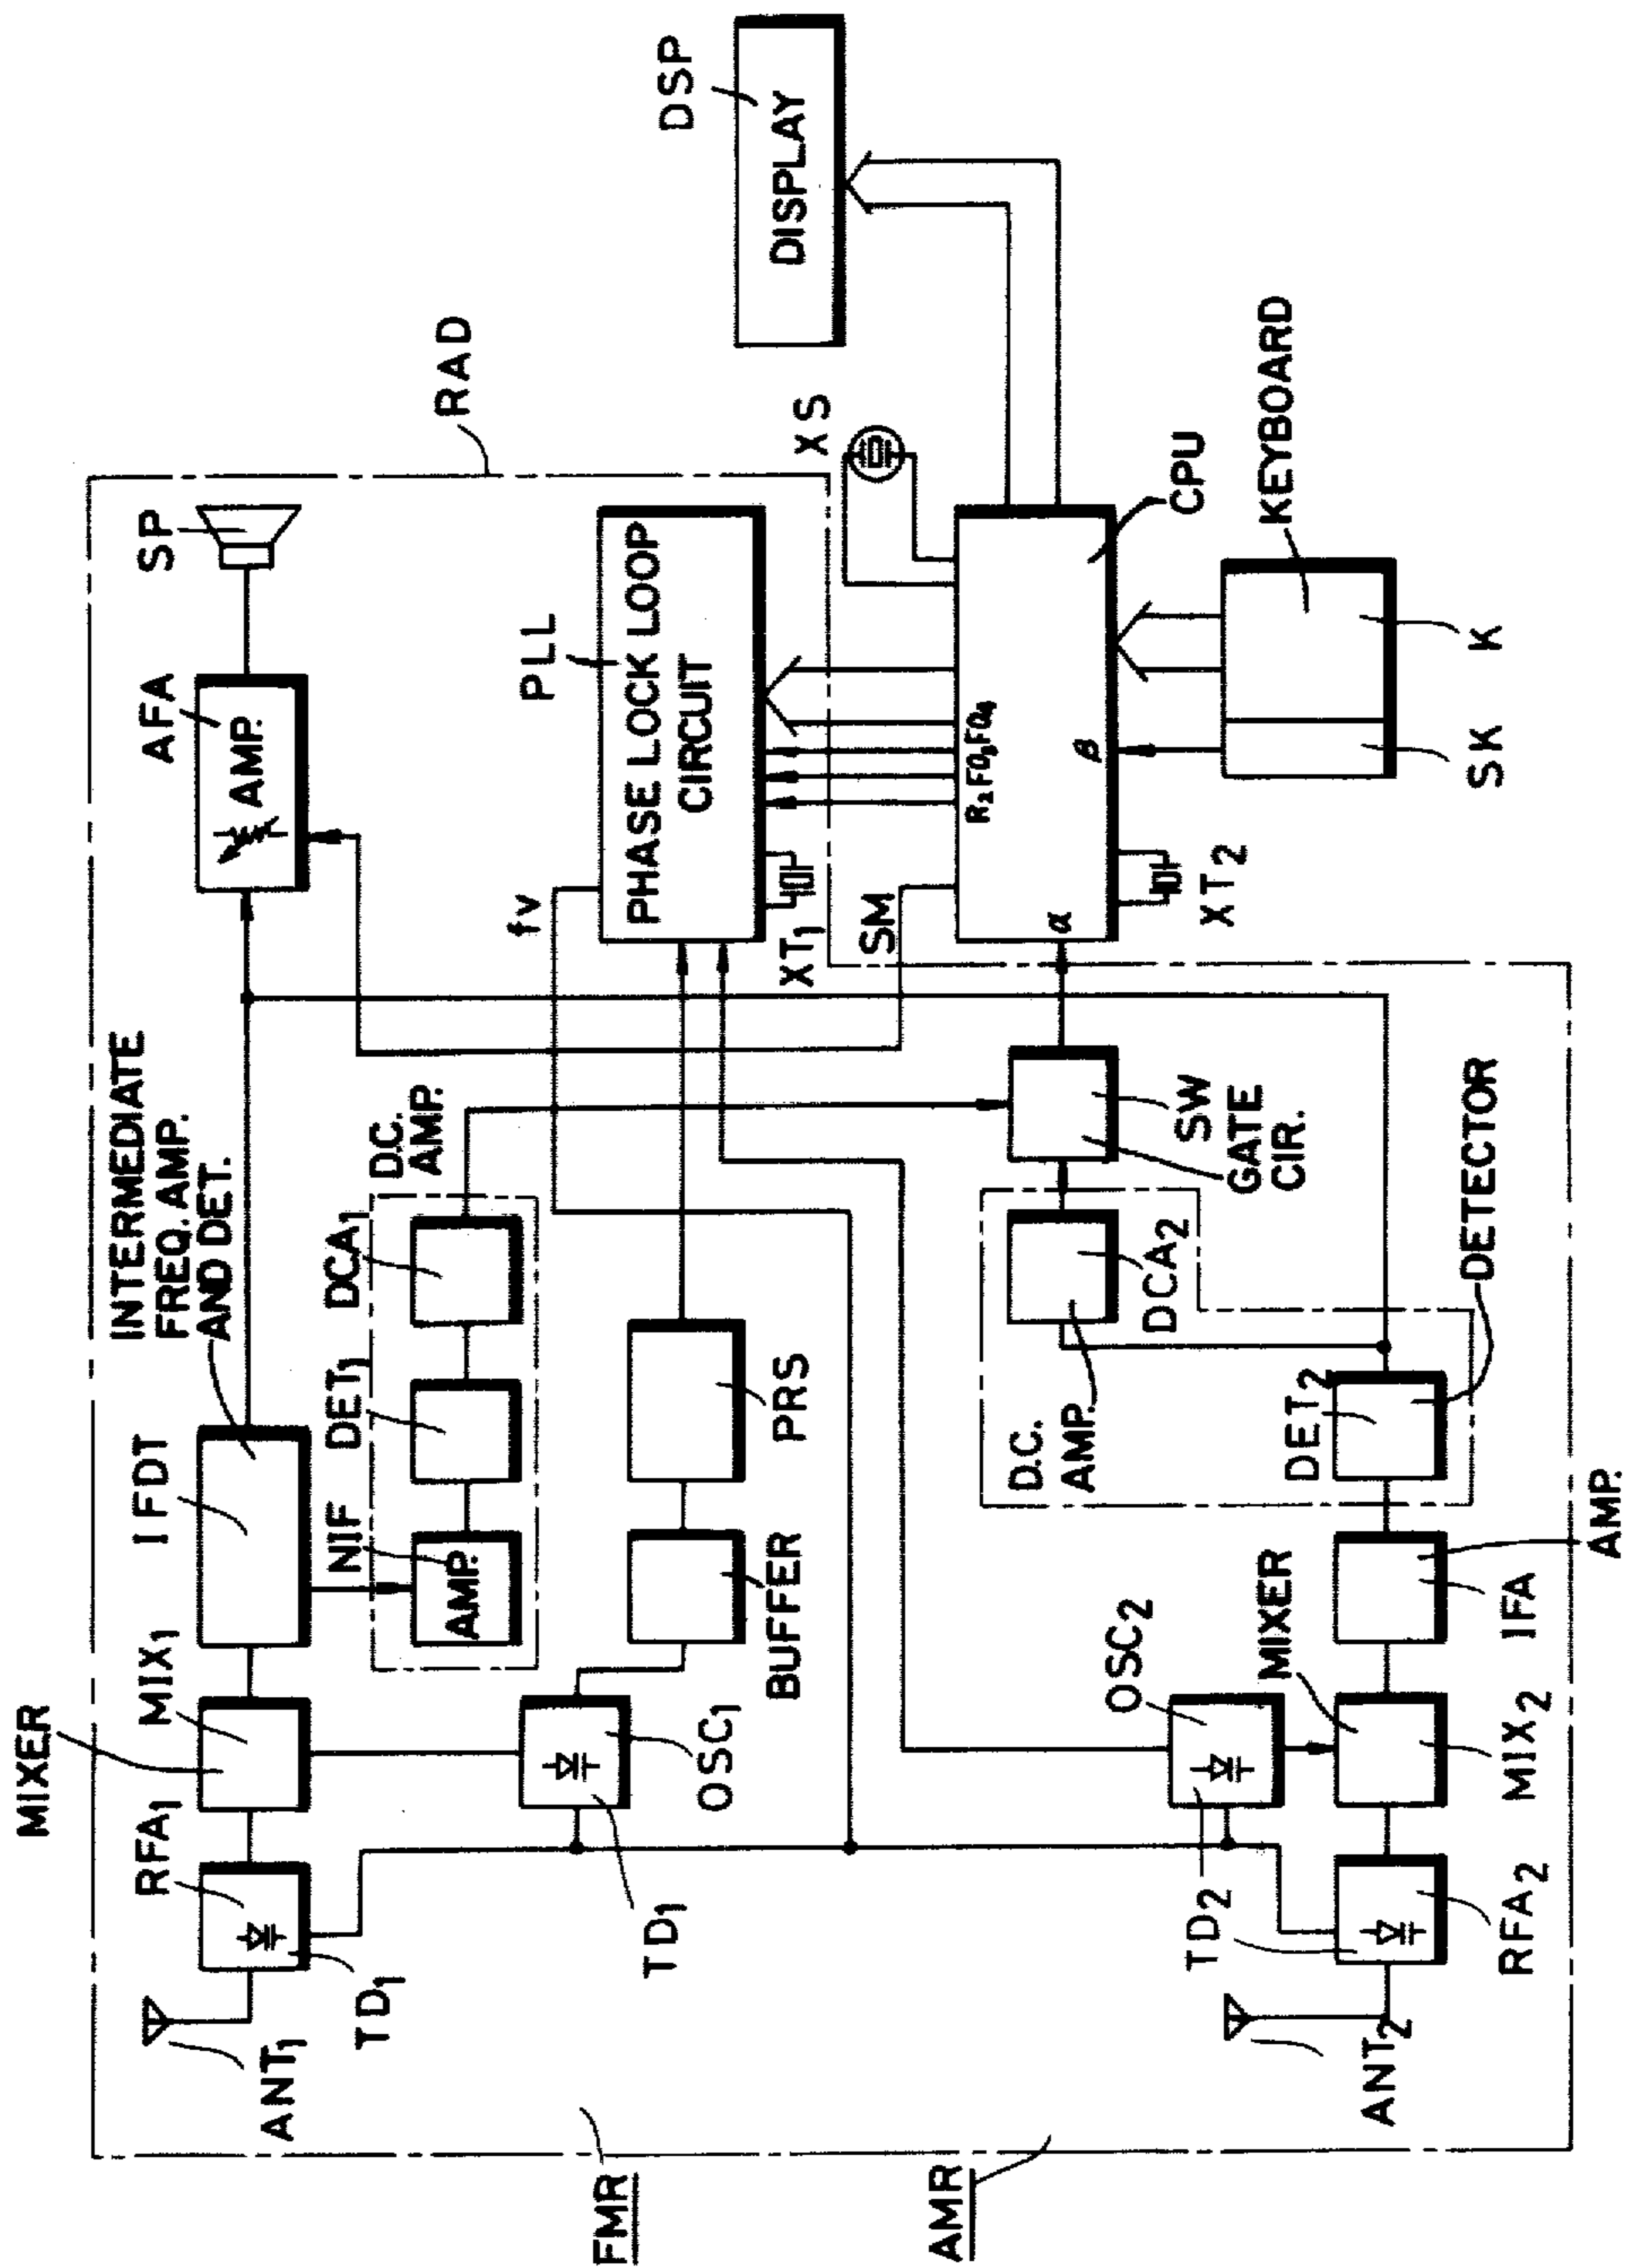 MIXER
RFA1
MIX1
IFDT
INTERMEDIATE
FREQ. AMP.
AND DET.
AFA
AMP.
SP
RAD
ANT1
TD1
NIF
AMP.
DET1
DCA1
D.C.
AMP.
fv
PLL
PHASE LOCK LOOP
CIRCUIT
DSP
DISPLAY
OSC1
TD1
BUFFER
PRS
XT1
SM
XS
FMR
R2 FQ3 FQ4
α
β
CPU
XT2
KEYBOARD
K
SK
SW
GATE
CIR.
D.C.
AMP.
DCA2
DET2
DETECTOR
OSC2
MIXER
TD2
AMR
ANT2
RFA2
MIX2
IFA
AMP.